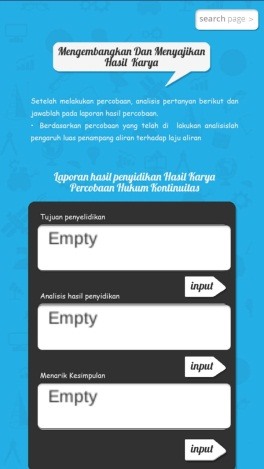 search page >
Mengembangkan Dan Menyajikan
Hasil Karya
Setelah melakukan percobaan, analisis pertanyan berikut dan
jawablah pada laporan hasil percobaan.
• Berdasarkan percobaan yang telah di lakukan analisislah
pengaruh luas penampang aliran terhadap laju aliran
Laporan hasil penyidikan Hasil Karya
Percobaan Hukum Kontinuitas
Tujuan penyelidikan
Empty
input
Analisis hasil penyidikan
Empty
input
Menarik Kesimpulan
Empty
input